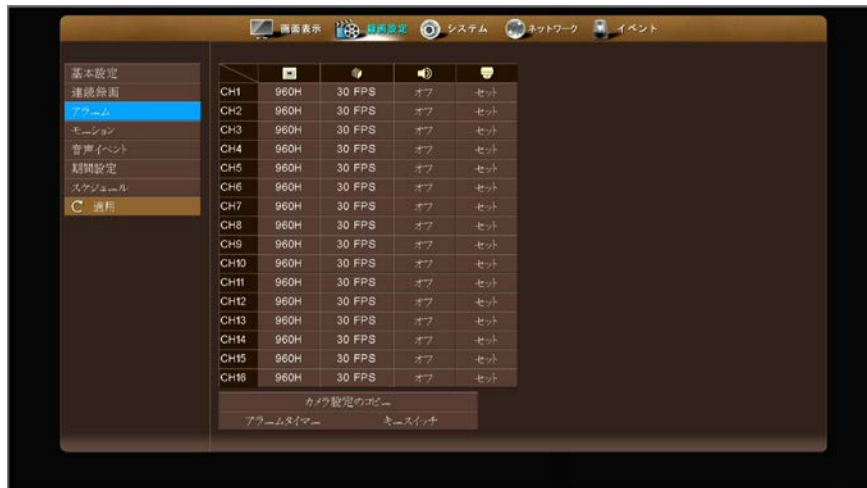 画面表示 録画設定 システム ネットワーク イベント
基本設定
連続録画
アラーム
モーション
音声イベント
期間設定
スケジュール
適用
CH1 960H 30 FPS オフ セット
CH2 960H 30 FPS オフ セット
CH3 960H 30 FPS オフ セット
CH4 960H 30 FPS オフ セット
CH5 960H 30 FPS オフ セット
CH6 960H 30 FPS オフ セット
CH7 960H 30 FPS オフ セット
CH8 960H 30 FPS オフ セット
CH9 960H 30 FPS オフ セット
CH10 960H 30 FPS オフ セット
CH11 960H 30 FPS オフ セット
CH12 960H 30 FPS オフ セット
CH13 960H 30 FPS オフ セット
CH14 960H 30 FPS オフ セット
CH15 960H 30 FPS オフ セット
CH16 960H 30 FPS オフ セット
カメラ設定のコピー
アラームタイマー キースイッチ